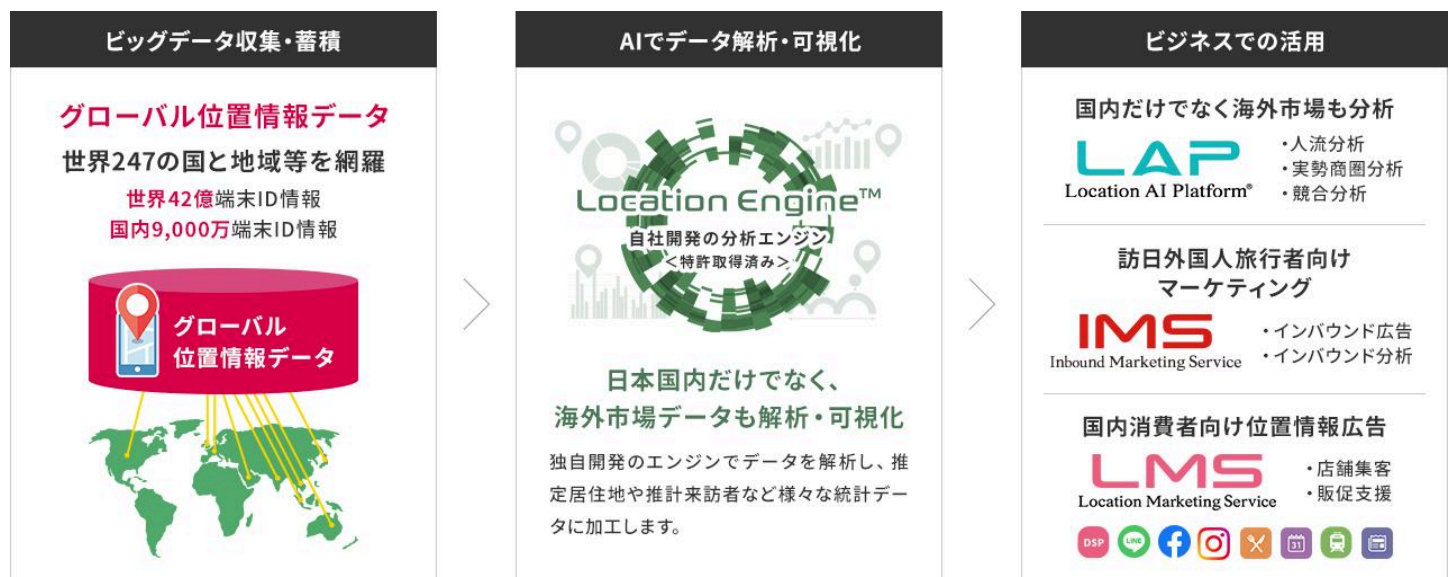 ビッグデータ収集・蓄積
グローバル位置情報データ
世界247の国と地域等を網羅
世界42億端末ID情報
国内9,000万端末ID情報
グローバル
位置情報データ
AIでデータ解析・可視化
Location Engine™
自社開発の分析エンジン
＜特許取得済み＞
日本国内だけでなく、
海外市場データも解析・可視化
独自開発のエンジンでデータを解析し、推
定居住地や推計来訪者など様々な統計デー
タに加工します。
ビジネスでの活用
国内だけでなく海外市場も分析
LAP
Location AI Platform®
・人流分析
・実勢商圏分析
・競合分析
訪日外国人旅行者向け
マーケティング
IMS
Inbound Marketing Service
・インバウンド広告
・インバウンド分析
国内消費者向け位置情報広告
LMS
Location Marketing Service
・店舗集客
・販促支援
DSP
LINE
31